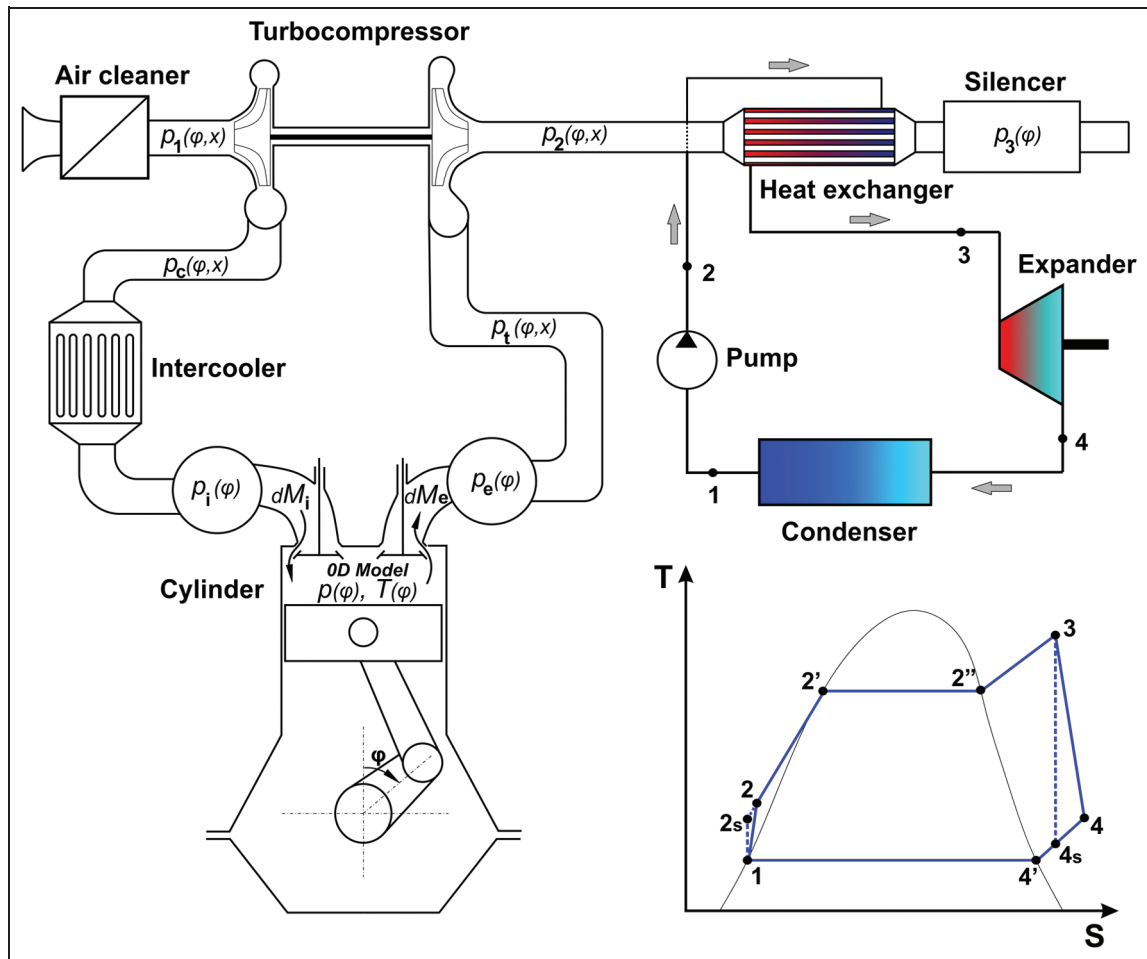 Turbocompressor
Air cleaner
Silencer
p1(φ,x)
p2(φ,x)
p3(φ)
Heat exchanger
pc(φ,x)
2
3
Expander
pt(φ,x)
Intercooler
Pump
4
pi(φ)
dMi
dMe
pe(φ)
1
Condenser
Cylinder
0D Model
p(φ), T(φ)
φ
T
3
2'
2''
2
2s
4
4s
1
4'
S